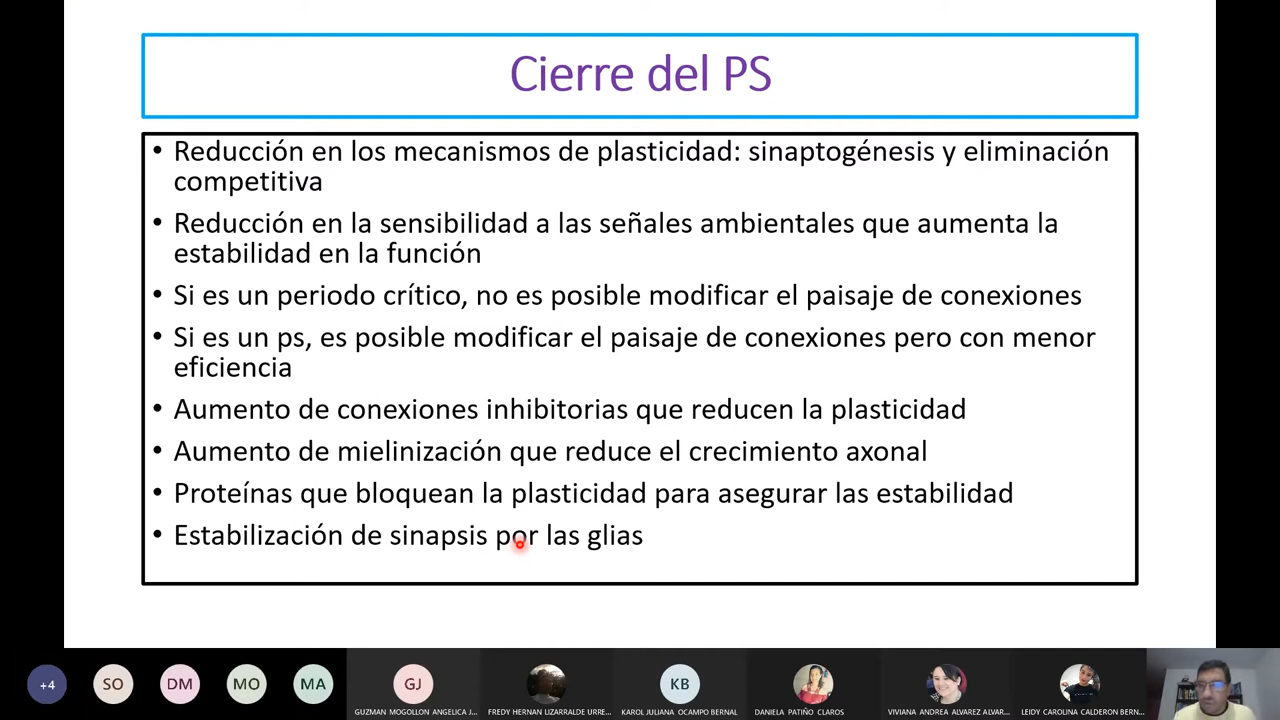 Cierre del PS
• Reducción en los mecanismos de plasticidad: sinaptogénesis y eliminación
competitiva
• Reducción en la sensibilidad a las señales ambientales que aumenta la
estabilidad en la función
• Si es un periodo crítico, no es posible modificar el paisaje de conexiones
• Si es un ps, es posible modificar el paisaje de conexiones pero con menor
eficiencia
• Aumento de conexiones inhibitorias que reducen la plasticidad
• Aumento de mielinización que reduce el crecimiento axonal
• Proteínas que bloquean la plasticidad para asegurar las estabilidad
• Estabilización de sinapsis por las glias
+4 SO DM MO MA GJ KB
GUZMAN MOGOLLON ANGELICA J... FREDY HERNAN LIZARRALDE URRE... KAROL JULIANA OCAMPO BERNAL DANIELA PATIÑO CLAROS VIVIANA ANDREA ALVAREZ ALVAR... LEIDY CAROLINA CALDERON BERN...